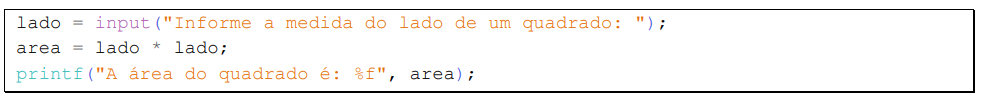 lado = input("Informe a medida do lado de um quadrado: ");
area = lado * lado;
printf("A área do quadrado é: %f", area);